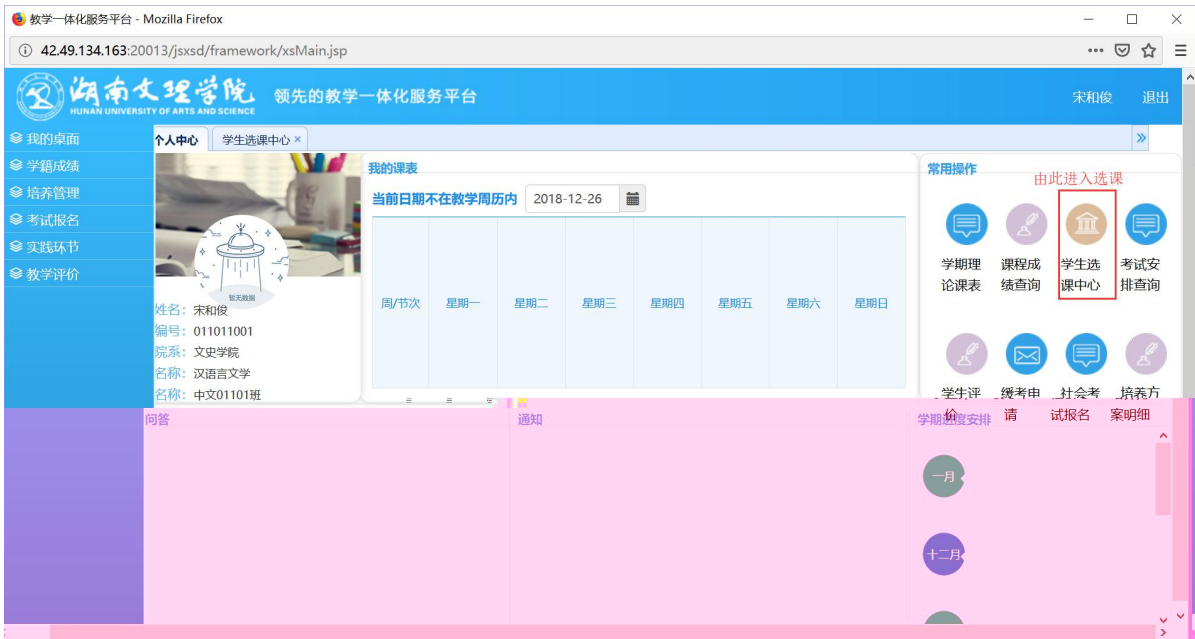 教学一体化服务平台 - Mozilla Firefox
42.49.134.163:20013/jsxsd/framework/xsMain.jsp
湖南文理学院
HUNAN UNIVERSITY OF ARTS AND SCIENCE
领先的教学一体化服务平台
宋和俊 退出
我的桌面
学籍成绩
培养管理
考试报名
实践环节
教学评价
个人中心 学生选课中心 ×
暂无数据
姓名：宋和俊
编号：011011001
院系：文史学院
名称：汉语言文学
名称：中文01101班
我的课表
当前日期不在教学周历内 2018-12-26
周/节次 星期一 星期二 星期三 星期四 星期五 星期六 星期日
常用操作
由此进入选课
学期理论课表
课程成绩查询
学生选课中心
考试安排查询
学生评价
缓考申请
社会考试报名
培养方案明细
问答
通知
学期进度安排
一月
十二月